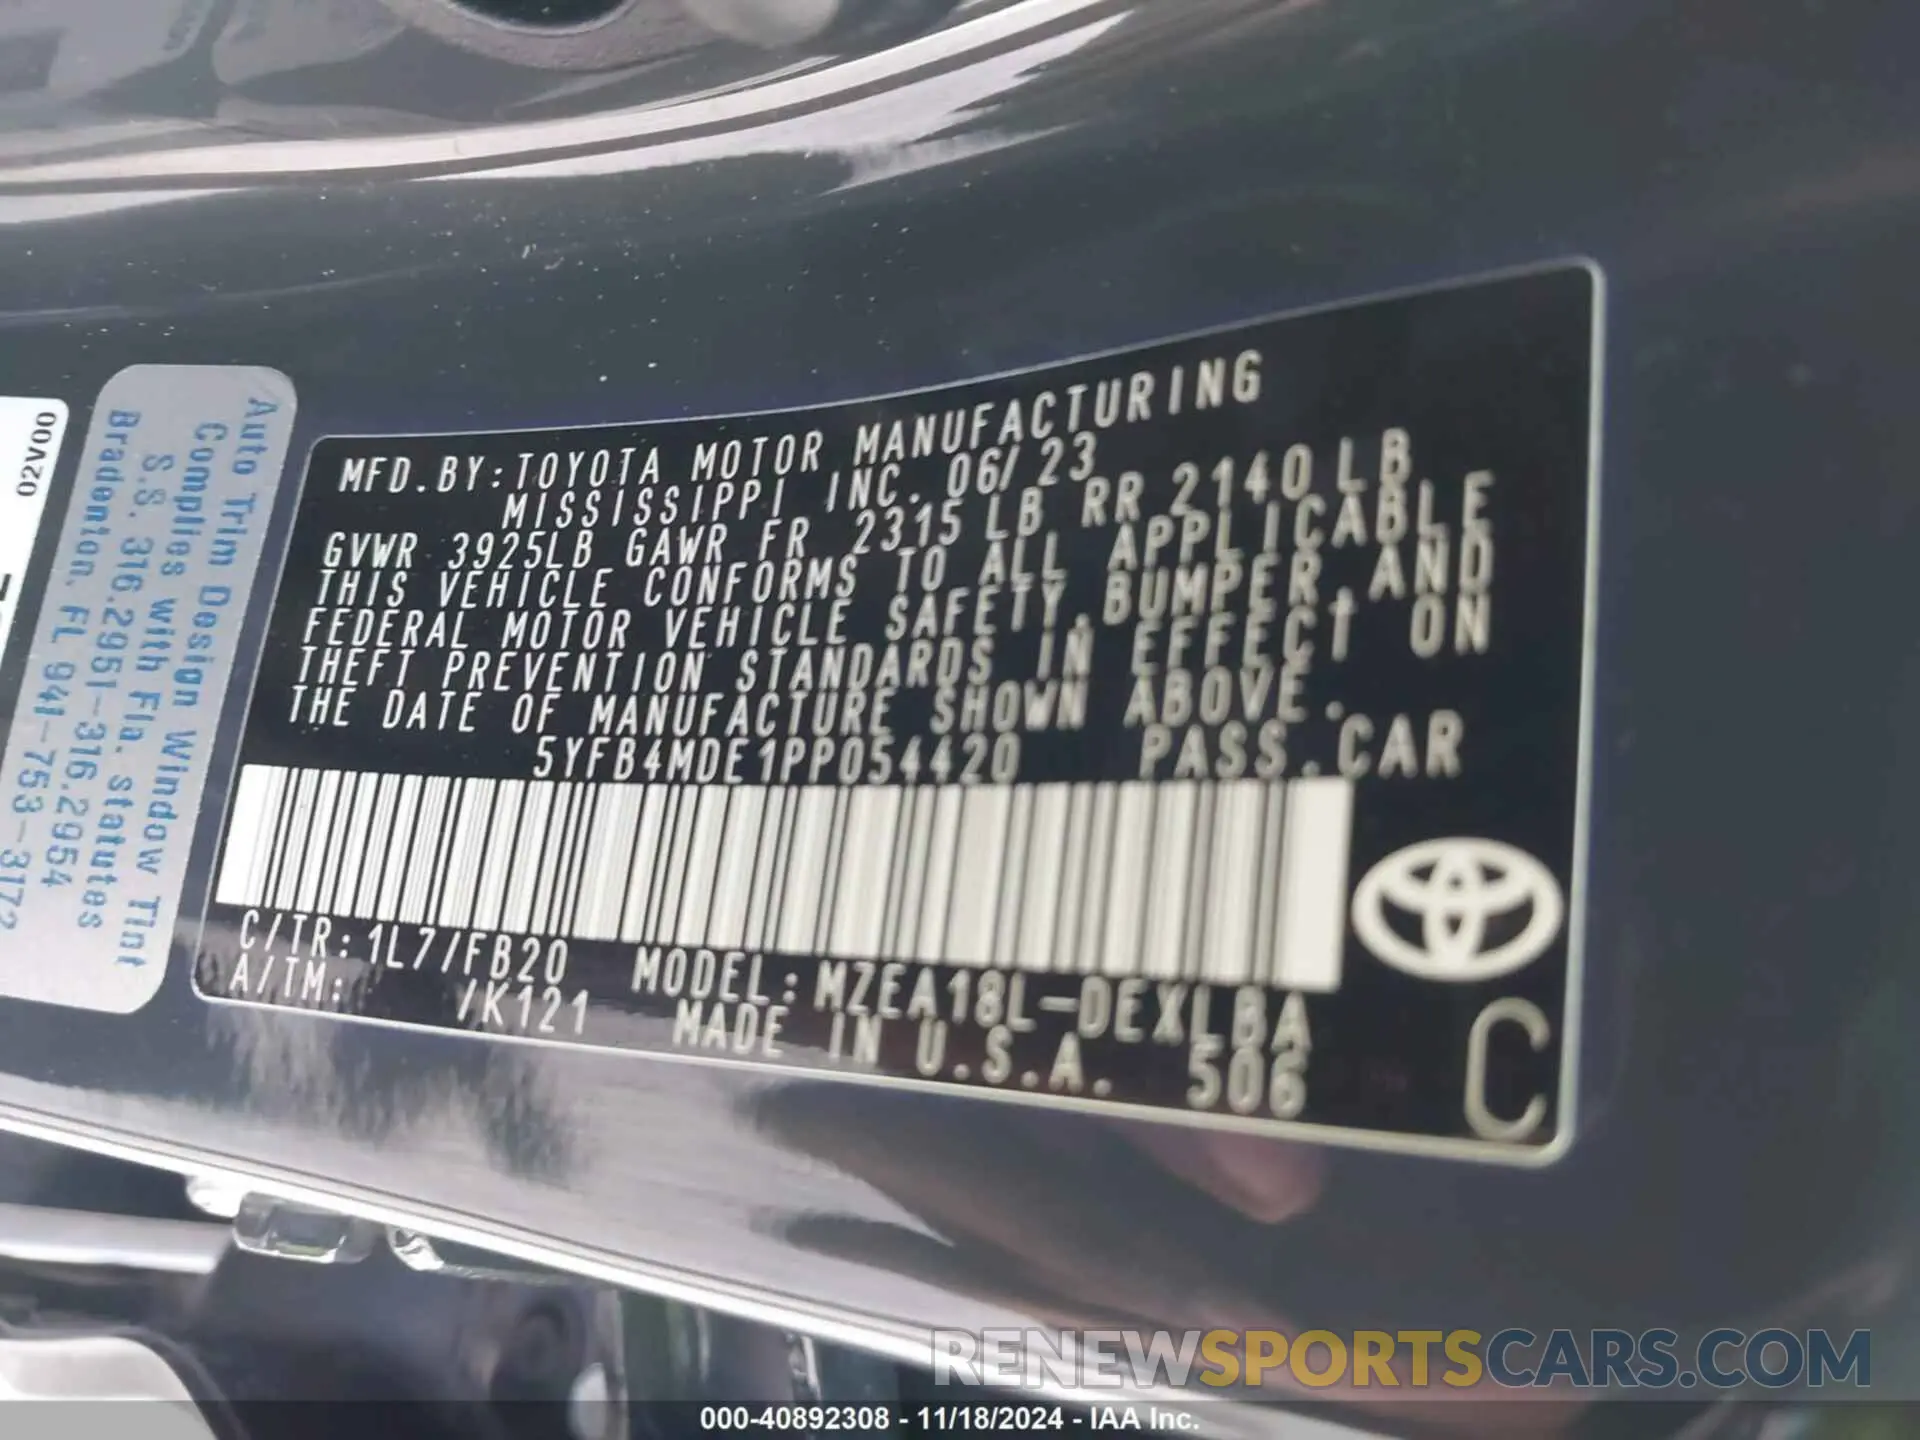 MFD.BY:TOYOTA MOTOR MANUFACTURING
MISSISSIPPI INC. 06/23
GVWR 3925LB GAWR FR 2315 LB RR 2140 LB
THIS VEHICLE CONFORMS TO ALL APPLICABLE
FEDERAL MOTOR VEHICLE SAFETY,BUMPER,AND
THEFT PREVENTION STANDARDS IN EFFECT ON
THE DATE OF MANUFACTURE SHOWN ABOVE.
5YFB4MDE1PP054420 PASS.CAR
C/TR:1L7/FB20 MODEL:MZEA18L-DEXLBA
A/TM: /K121 MADE IN U.S.A. 506
C
Auto Trim Design Window Tint
Complies with Fla. Statutes
S.S. 316.2951-316.2954
Bradenton, FL 941-753-3172
02V00
RENEWSPORTSCARS.COM
000-40892308 - 11/18/2024 - IAA Inc.